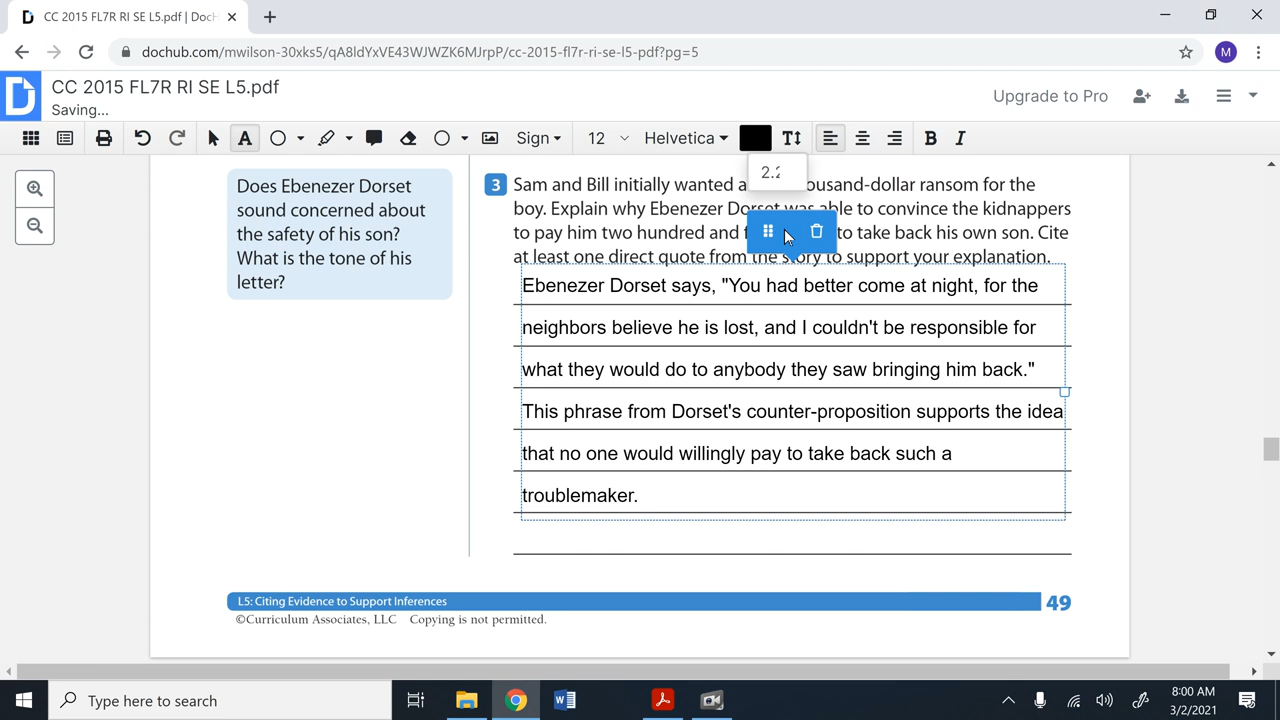 CC 2015 FL7R RI SE L5.pdf | DocH
dochub.com/mwilson-30xks5/qA8ldYxVE43WJWZK6MJrpP/cc-2015-fl7r-ri-se-l5-pdf?pg=5
M
CC 2015 FL7R RI SE L5.pdf
Saving...
Upgrade to Pro
A Sign 12 Helvetica T B I
2.2
Does Ebenezer Dorset
sound concerned about
the safety of his son?
What is the tone of his
letter?
3 Sam and Bill initially wanted a ousand-dollar ransom for the
boy. Explain why Ebenezer Dorset was able to convince the kidnappers
to pay him two hundred and f to take back his own son. Cite
at least one direct quote from the story to support your explanation.
Ebenezer Dorset says, "You had better come at night, for the
neighbors believe he is lost, and I couldn't be responsible for
what they would do to anybody they saw bringing him back."
This phrase from Dorset's counter-proposition supports the idea
that no one would willingly pay to take back such a
troublemaker.
L5: Citing Evidence to Support Inferences 49
©Curriculum Associates, LLC Copying is not permitted.
Type here to search
8:00 AM
3/2/2021